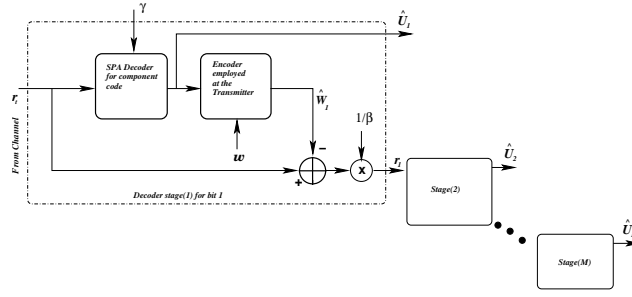 γ
Û₁
SPA Decoder
for component
code
Encoder
employed
at the
Transmitter
r₁
From Channel
Ŵ₁
w
1/β
−
+
x
r₁
Decoder stage(1) for bit 1
Stage(2)
Û₂
Stage(M)